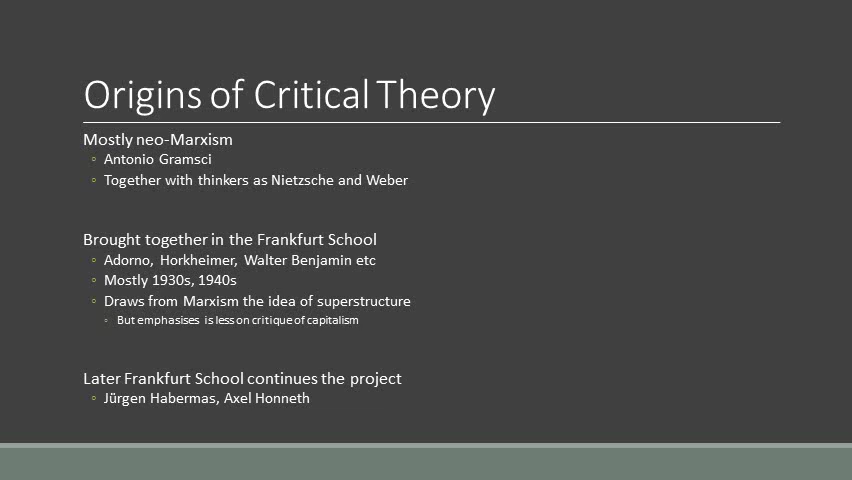 Origins of Critical Theory
Mostly neo-Marxism
◦ Antonio Gramsci
◦ Together with thinkers as Nietzsche and Weber
Brought together in the Frankfurt School
◦ Adorno, Horkheimer, Walter Benjamin etc
◦ Mostly 1930s, 1940s
◦ Draws from Marxism the idea of superstructure
◦ But emphasises is less on critique of capitalism
Later Frankfurt School continues the project
◦ Jürgen Habermas, Axel Honneth